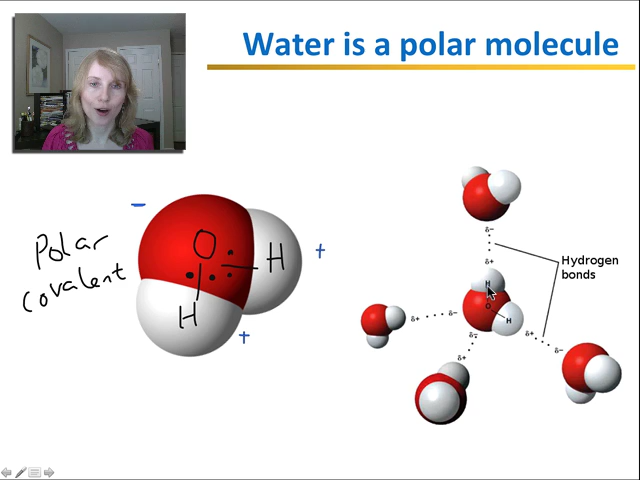 Water is a polar molecule
−
Polar
covalent
O
H
H
+
+
Hydrogen
bonds
δ−
δ+
H
O
H
δ+
δ−
δ−
δ+
δ−
δ+